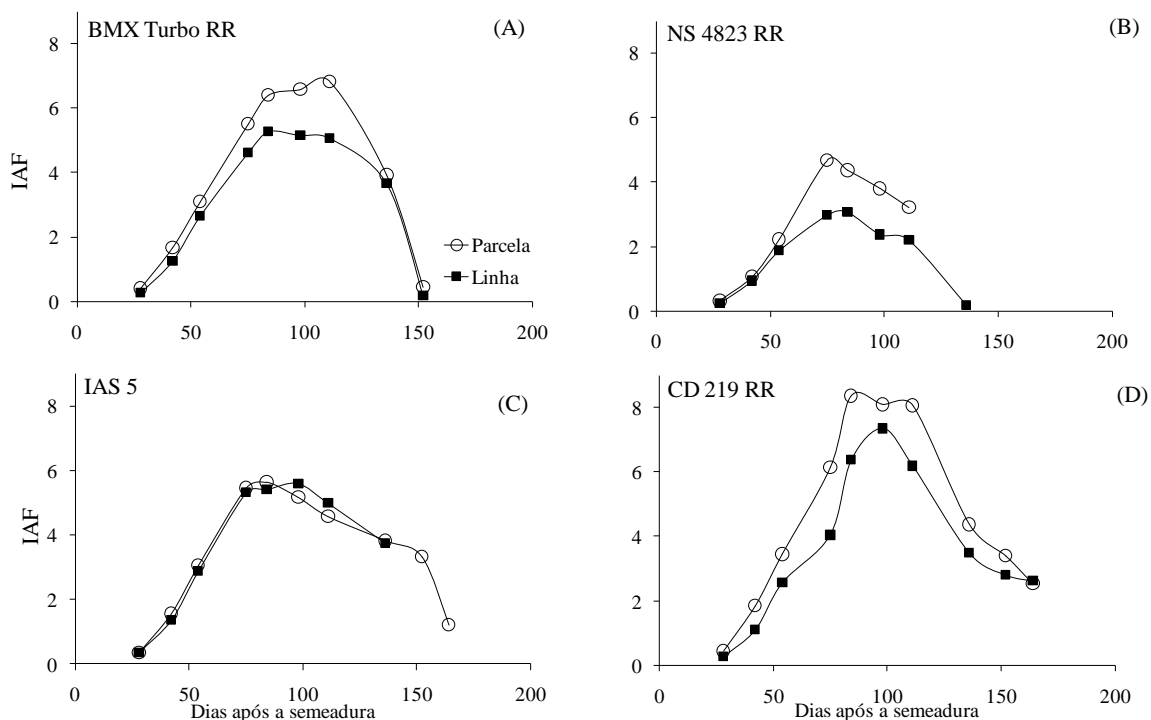 BMX Turbo RR
(A)
8
6
4
2
0
IAF
Parcela
Linha
0 50 100 150 200
NS 4823 RR
(B)
8
6
4
2
0
0 50 100 150 200
IAS 5
(C)
8
6
4
2
0
IAF
0 50 100 150 200
Dias após a semeadura
CD 219 RR
(D)
8
6
4
2
0
0 50 100 150 200
Dias após a semeadura